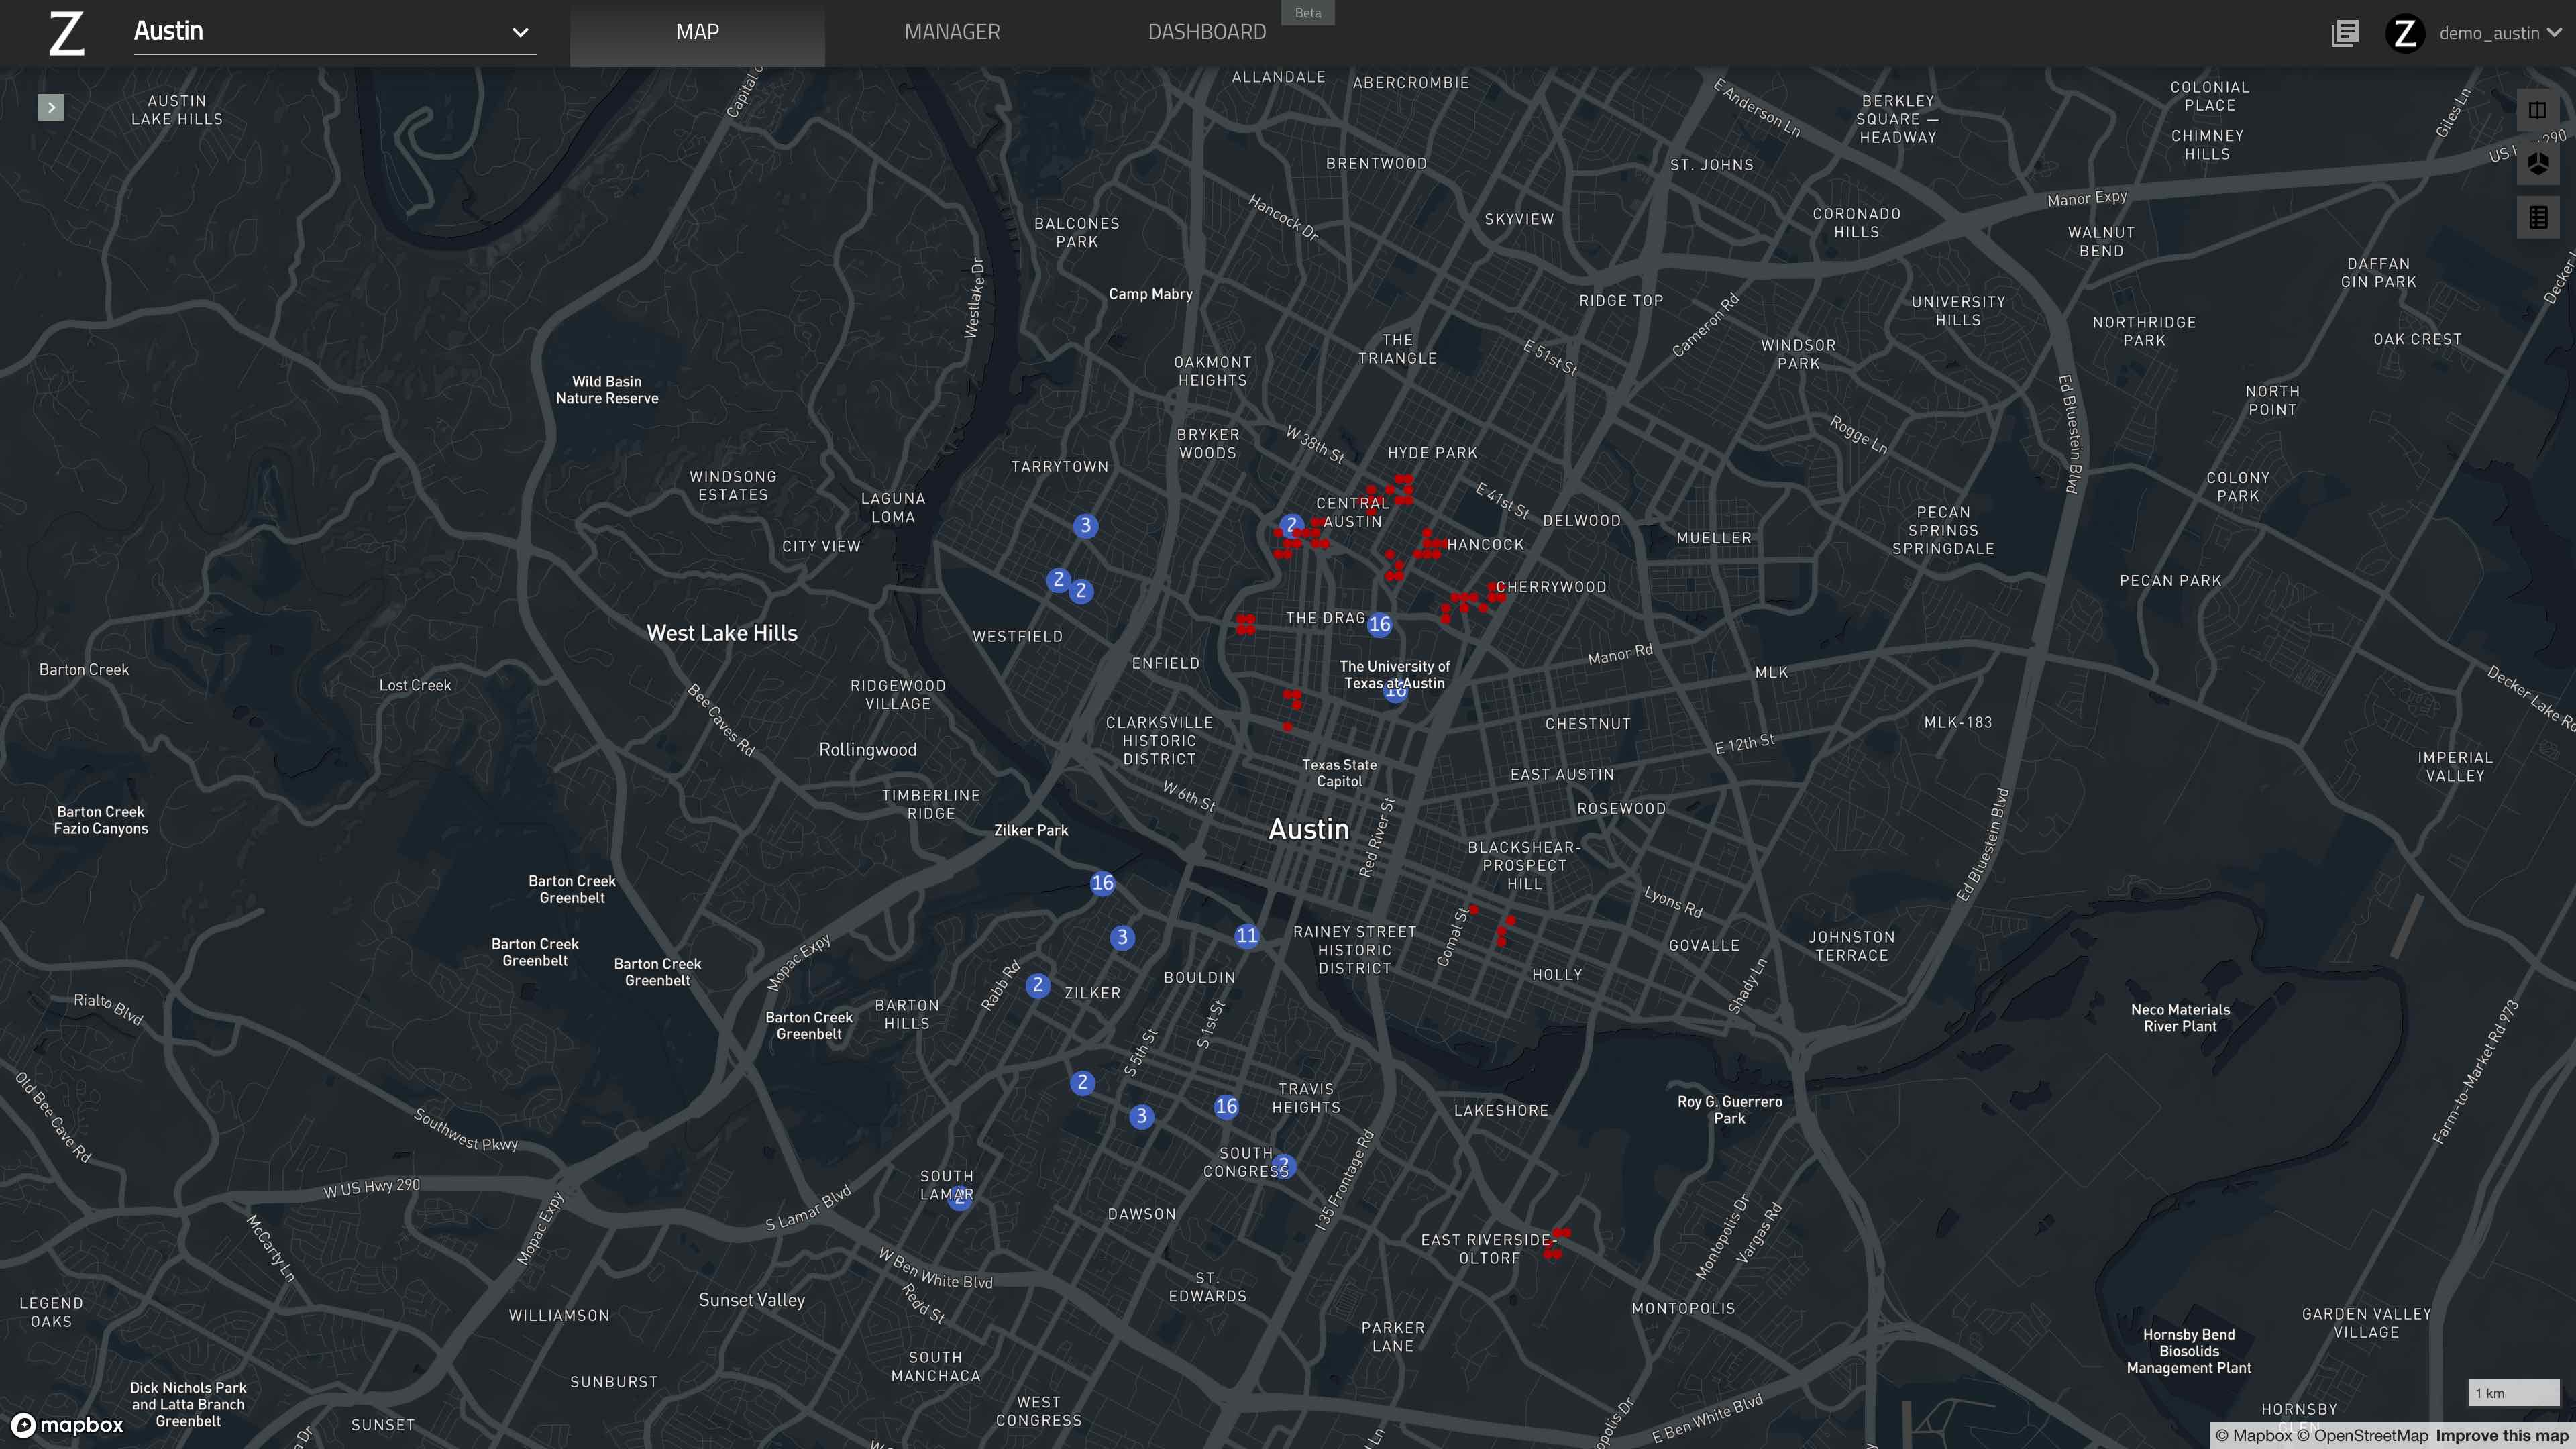 Z
Austin
MAP
MANAGER
DASHBOARD
Beta
Z
demo_austin
AUSTIN
LAKE HILLS
ALLANDALE
ABERCROMBIE
E Anderson Ln
BERKLEY
SQUARE —
HEADWAY
COLONIAL
PLACE
CHIMNEY
HILLS
Giles Ln
290
BRENTWOOD
ST. JOHNS
Manor Expy
Hancock Dr
SKYVIEW
CORONADO
HILLS
WALNUT
BEND
BALCONES
PARK
DAFFAN
GIN PARK
Westlake Dr
Camp Mabry
RIDGE TOP
Cameron Rd
UNIVERSITY
HILLS
NORTHRIDGE
PARK
OAK CREST
THE
TRIANGLE
E 51st St
WINDSOR
PARK
OAKMONT
HEIGHTS
Wild Basin
Nature Reserve
NORTH
POINT
Ed Bluestein Blvd
BRYKER
WOODS
W 38th St
HYDE PARK
Rogge Ln
TARRYTOWN
WINDSONG
ESTATES
LAGUNA
LOMA
COLONY
PARK
CENTRAL
AUSTIN
E 41st St
DELWOOD
PECAN
SPRINGS
SPRINGDALE
3
2
CITY VIEW
HANCOCK
MUELLER
2
2
CHERRYWOOD
PECAN PARK
West Lake Hills
WESTFIELD
THE DRAG
16
Manor Rd
ENFIELD
The University of
Texas at Austin
16
MLK
Barton Creek
Lost Creek
RIDGEWOOD
VILLAGE
Bee Caves Rd
Decker Lake Rd
CLARKSVILLE
HISTORIC
DISTRICT
CHESTNUT
MLK-183
Rollingwood
E 12th St
Texas State
Capitol
EAST AUSTIN
IMPERIAL
VALLEY
TIMBERLINE
RIDGE
W 6th St
ROSEWOOD
Barton Creek
Fazio Canyons
Zilker Park
Austin
Red River St
Ed Bluestein Blvd
BLACKSHEAR-
PROSPECT
HILL
Barton Creek
Greenbelt
16
Lyons Rd
Barton Creek
Greenbelt
3
11
RAINEY STREET
HISTORIC
DISTRICT
Comal St
GOVALLE
JOHNSTON
TERRACE
Mopac Expy
Barton Creek
Greenbelt
BOULDIN
HOLLY
Rabb Rd
2
ZILKER
Shady Ln
Rialto Blvd
BARTON
HILLS
Barton Creek
Greenbelt
S 1st St
S 5th St
Neco Materials
River Plant
Farm-to-Market Rd 973
Old Bee Cave Rd
2
TRAVIS
HEIGHTS
3
16
LAKESHORE
Roy G. Guerrero
Park
Southwest Pkwy
SOUTH
CONGRESS
2
I 35 Frontage Rd
W US Hwy 290
SOUTH
LAMAR
2
S Lamar Blvd
DAWSON
Mopac Expy
McCarty Ln
EAST RIVERSIDE-
OLTORF
Montopolis Dr
Vargas Rd
W Ben White Blvd
ST.
EDWARDS
Redd St
Sunset Valley
LEGEND
OAKS
WILLIAMSON
MONTOPOLIS
GARDEN VALLEY
VILLAGE
PARKER
LANE
Hornsby Bend
Biosolids
Management Plant
SOUTH
MANCHACA
SUNBURST
Dick Nichols Park
and Latta Branch
Greenbelt
WEST
CONGRESS
1 km
SUNSET
E Ben White Blvd
HORNSBY
mapbox
© Mapbox © OpenStreetMap Improve this map